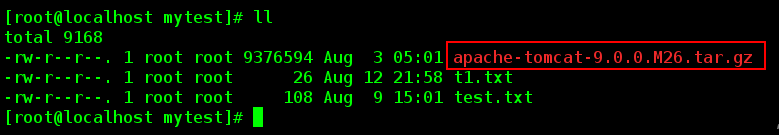 [root@localhost mytest]# ll
total 9168
-rw-r--r--. 1 root root 9376594 Aug  3 05:01 apache-tomcat-9.0.0.M26.tar.gz
-rw-r--r--. 1 root root      26 Aug 12 21:58 t1.txt
-rw-r--r--. 1 root root     108 Aug  9 15:01 test.txt
[root@localhost mytest]#